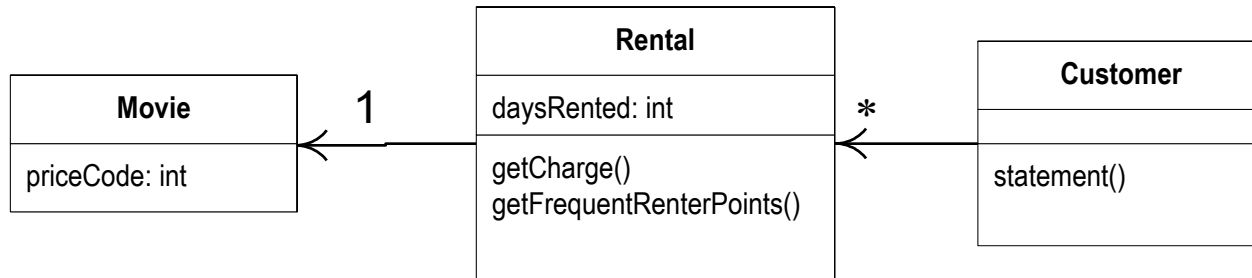 Movie
priceCode: int
1
Rental
daysRented: int
getCharge()
getFrequentRenterPoints()
*
Customer
statement()